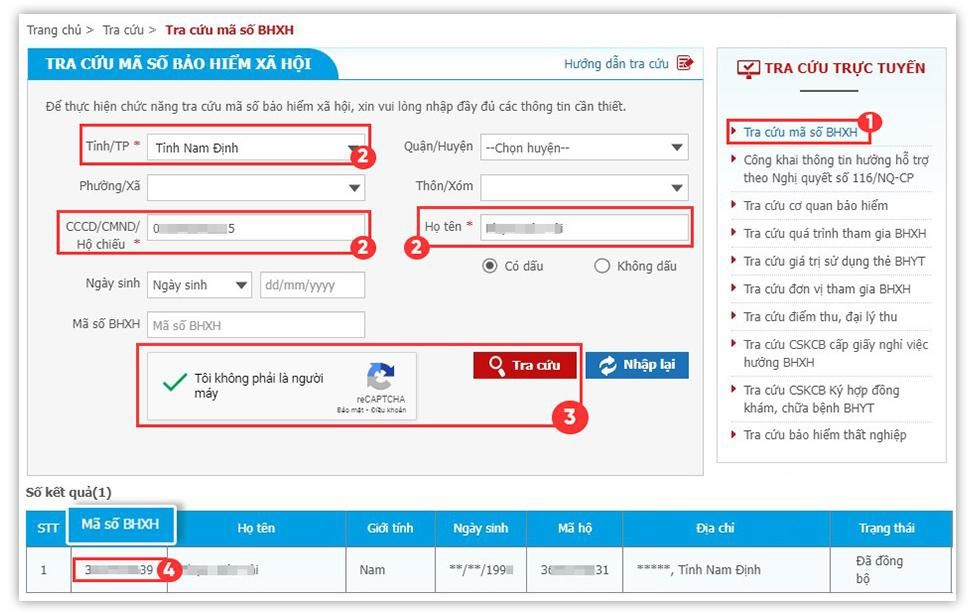 Trang chủ > Tra cứu > Tra cứu mã số BHXH
TRA CỨU MÃ SỐ BẢO HIỂM XÃ HỘI
Hướng dẫn tra cứu
Để thực hiện chức năng tra cứu mã số bảo hiểm xã hội, xin vui lòng nhập đầy đủ các thông tin cần thiết.
Tỉnh/TP * Tỉnh Nam Định
2
Quận/Huyện --Chọn huyện--
Phường/Xã
Thôn/Xóm
CCCD/CMND/
Hộ chiếu *
0 5
2
Họ tên *
2
Có dấu Không dấu
Ngày sinh Ngày sinh dd/mm/yyyy
Mã số BHXH Mã số BHXH
Tôi không phải là người
máy
reCAPTCHA
Bảo mật - Điều khoản
Tra cứu
Nhập lại
3
TRA CỨU TRỰC TUYẾN
Tra cứu mã số BHXH
1
Công khai thông tin hưởng hỗ trợ
theo Nghị quyết số 116/NQ-CP
Tra cứu cơ quan bảo hiểm
Tra cứu quá trình tham gia BHXH
Tra cứu giá trị sử dụng thẻ BHYT
Tra cứu đơn vị tham gia BHXH
Tra cứu điểm thu, đại lý thu
Tra cứu CSKCB cấp giấy nghỉ việc
hưởng BHXH
Tra cứu CSKCB Ký hợp đồng
khám, chữa bệnh BHYT
Tra cứu bảo hiểm thất nghiệp
Số kết quả(1)
STT Mã số BHXH Họ tên Giới tính Ngày sinh Mã hộ Địa chỉ Trạng thái
1 3 39 4 Nam **/**/199 36 31 *****, Tỉnh Nam Định Đã đồng
bộ